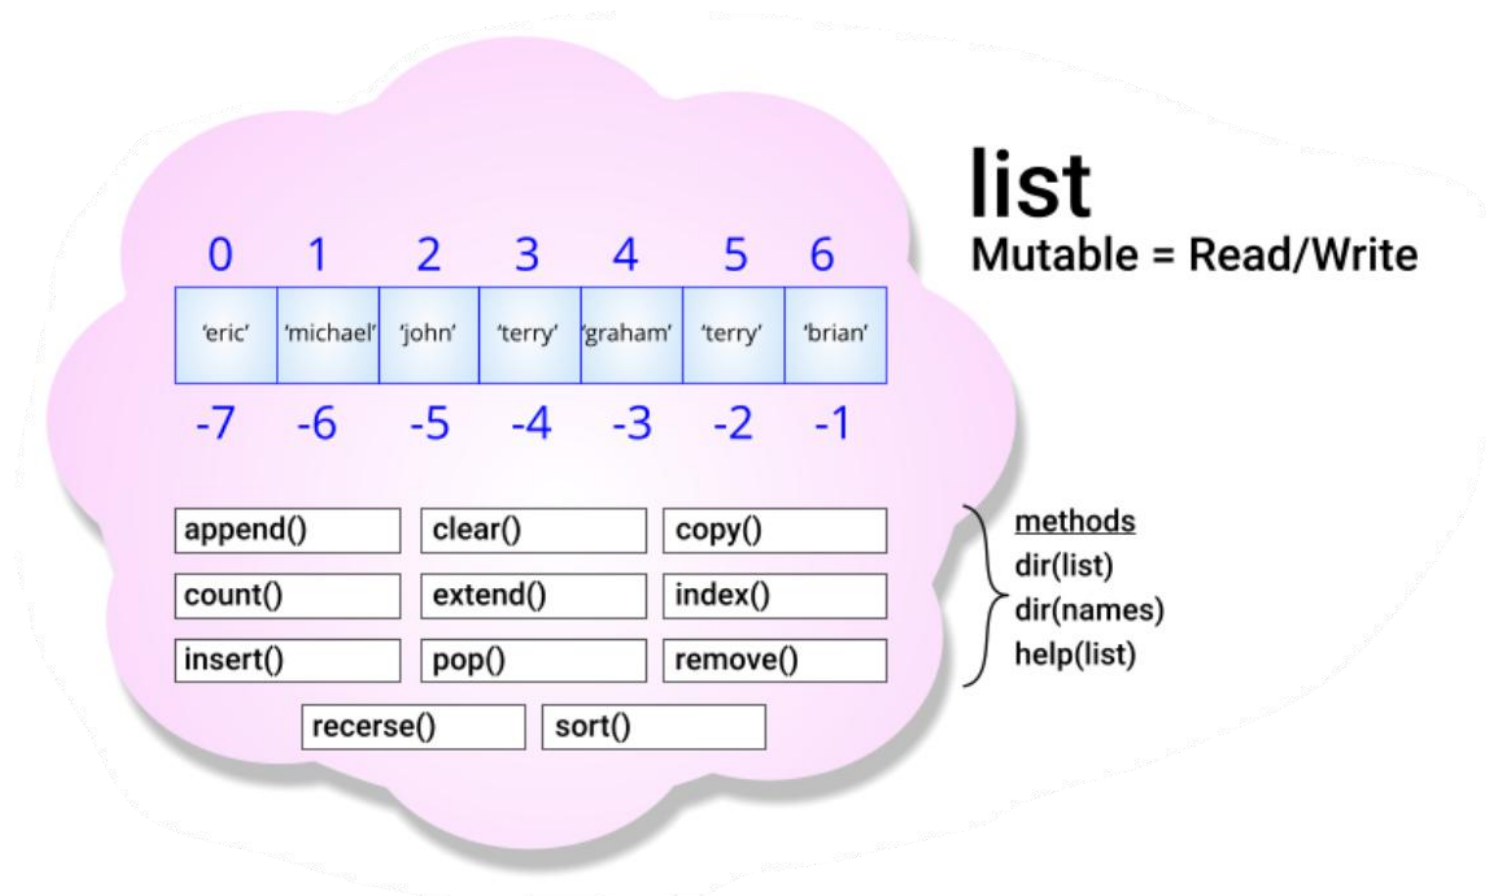 list
Mutable = Read/Write
0 1 2 3 4 5 6
‘eric’ ‘michael’ ‘john’ ‘terry’ ‘graham’ ‘terry’ ‘brian’
-7 -6 -5 -4 -3 -2 -1
append() clear() copy()
count() extend() index()
insert() pop() remove()
recerse() sort()
methods
dir(list)
dir(names)
help(list)